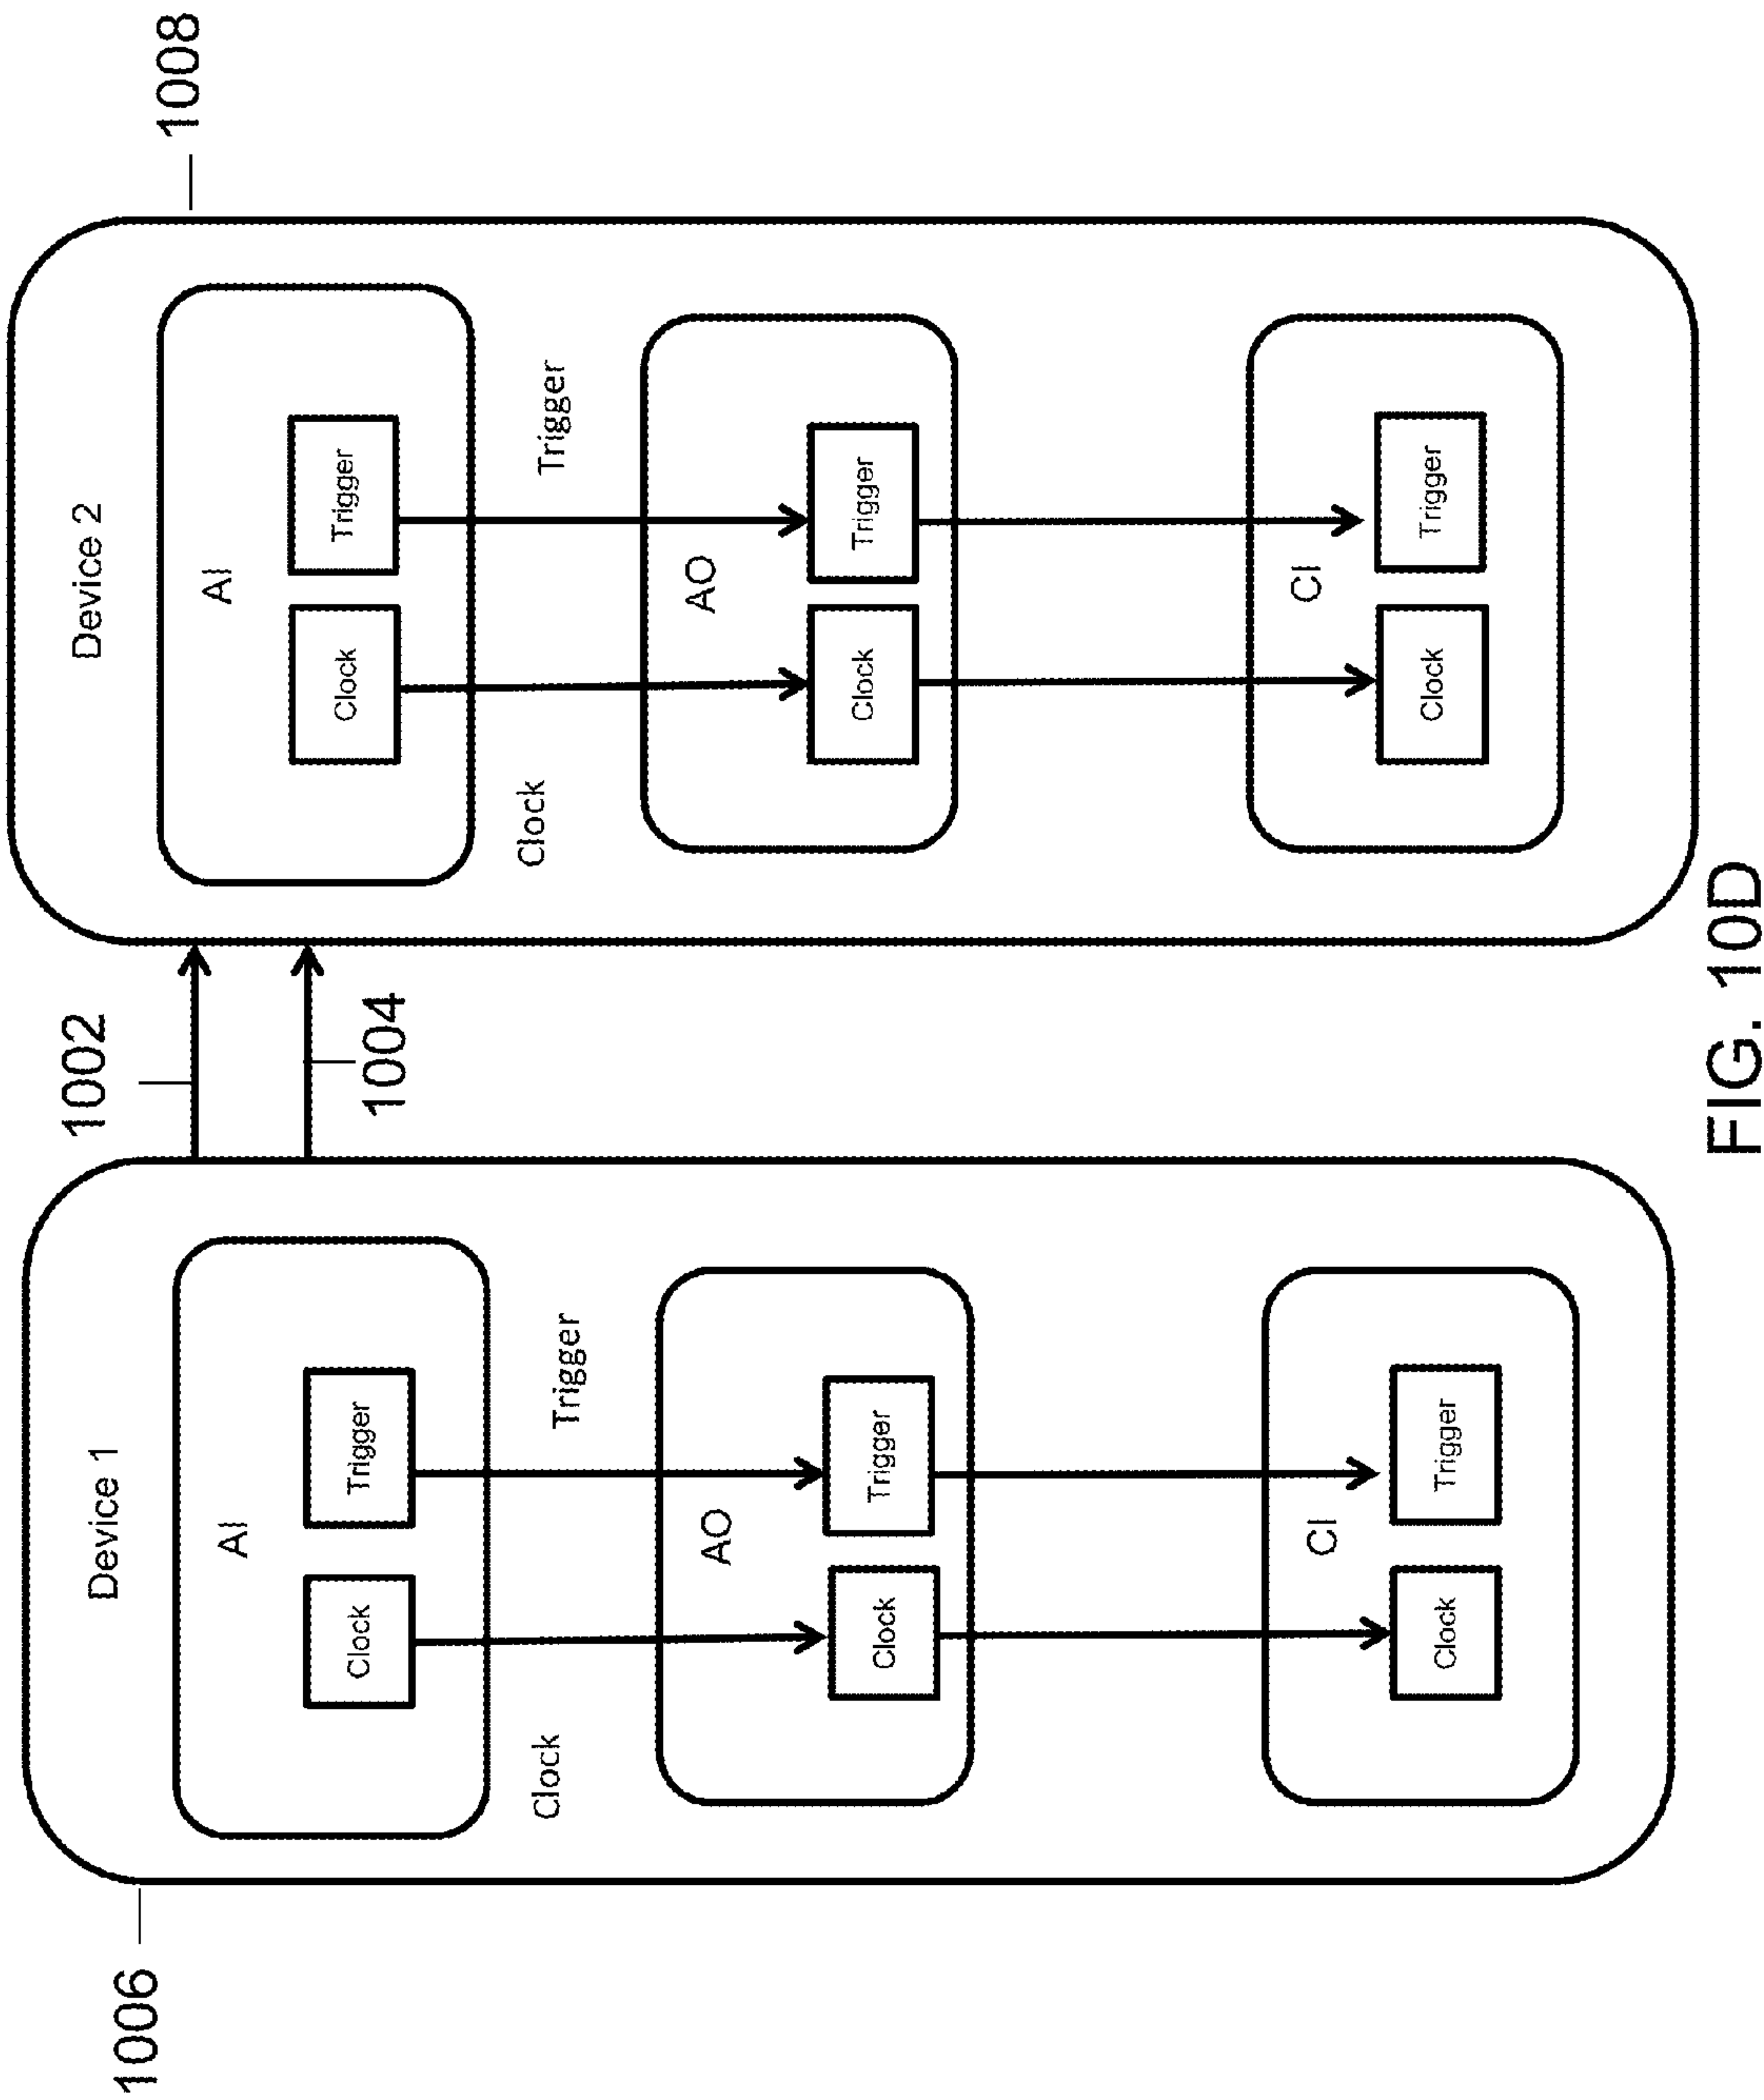 1006
Device 1
AI
Clock
Trigger
Clock
Trigger
AO
Clock
Trigger
CI
Clock
Trigger
1002
1004
1008
Device 2
AI
Clock
Trigger
Clock
Trigger
AO
Clock
Trigger
CI
Clock
Trigger
FIG. 10D